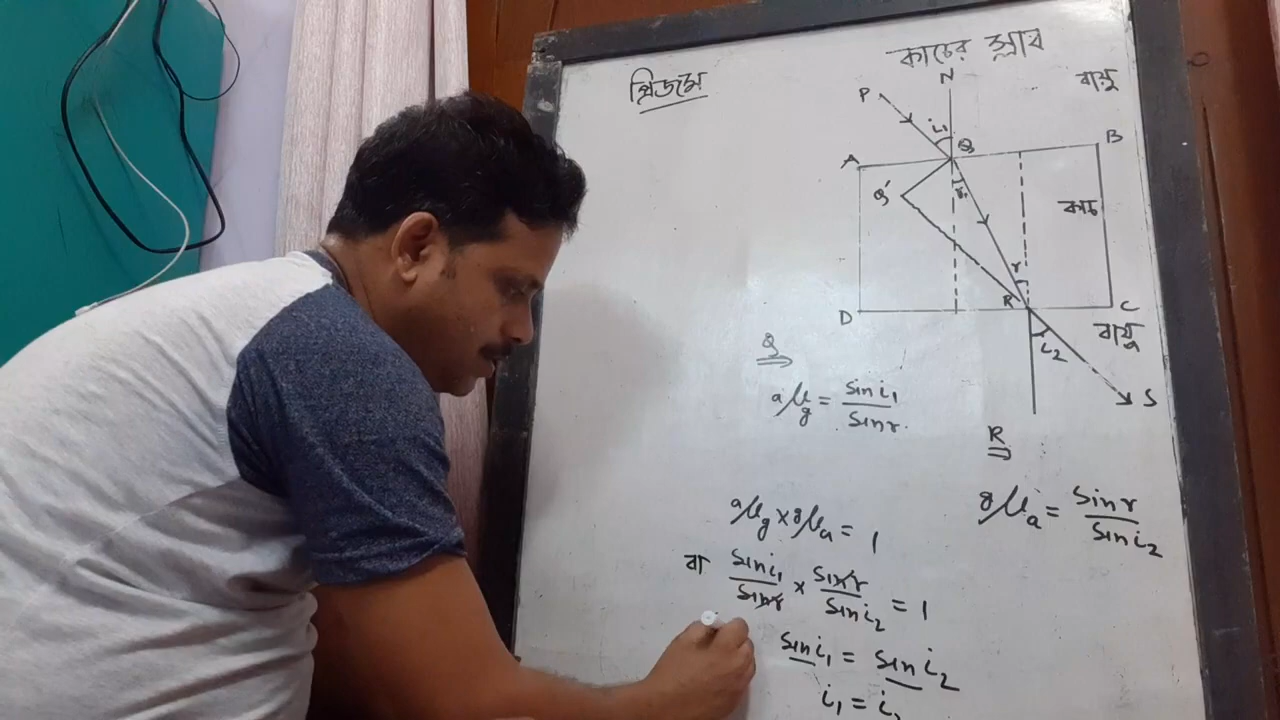 কাচের স্লাব
প্রিজম
N
বায়ু
P
i₁
Q
B
A
Q'
r₁
কাচ
r
R
D
C
বায়ু
i₂
S
Q
ₐμg = sin i₁ / sin r
R
gμₐ = sin r / sin i₂
ₐμg × gμₐ = 1
বা sin i₁ / sin r × sin r / sin i₂ = 1
sin i₁ = sin i₂
i₁ = i₂